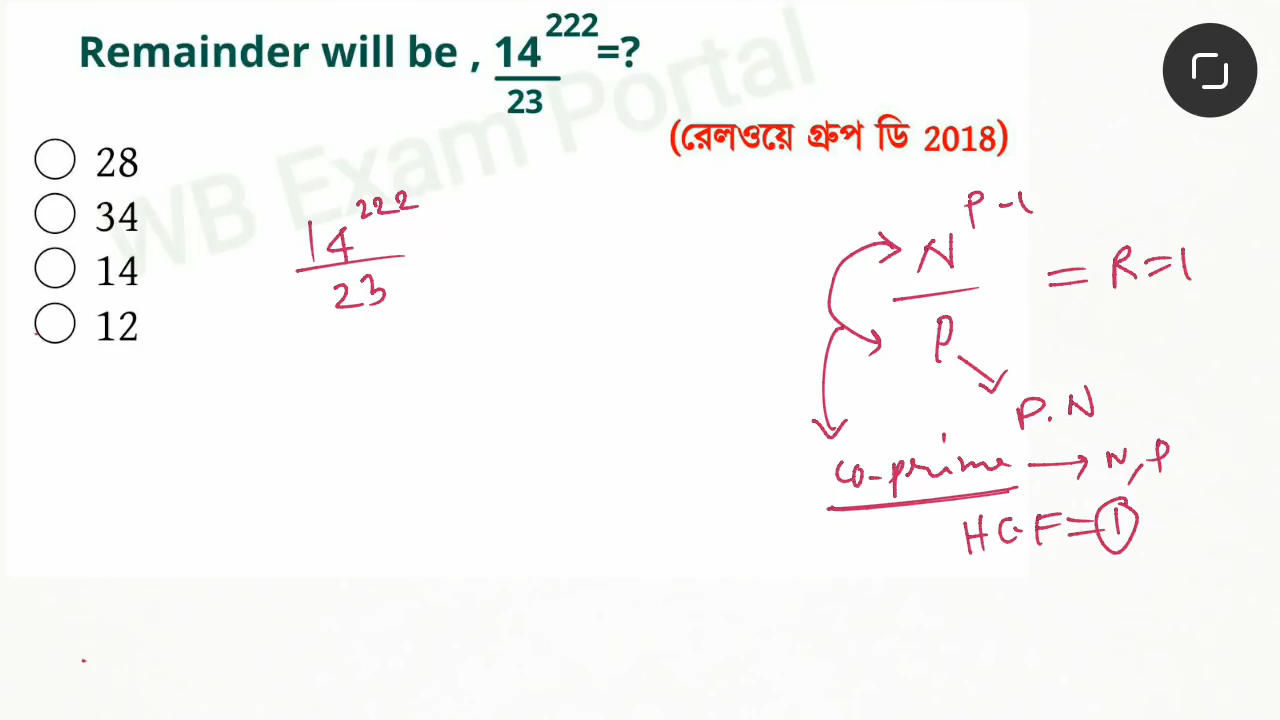 Remainder will be , 14^222=?
23
(রেলওয়ে গ্রুপ ডি 2018)
28
34
14
12
WB Exam Portal
14^222
23
N^P-1
P
= R=1
P.N
co-prime → N,P
HCF=1